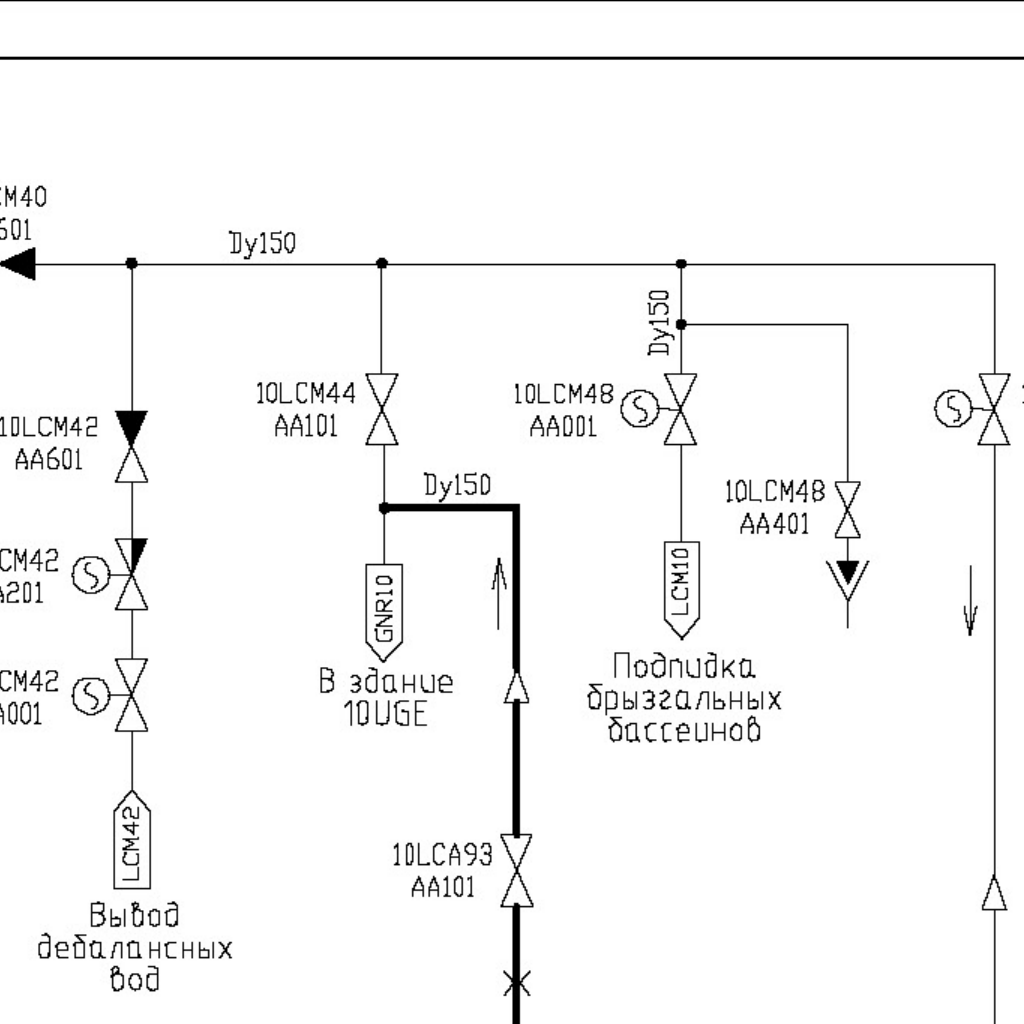 CM40
601
Dy150
Dy150
10LCM44
AA101
10LCM48
AA001
10LCM42
AA601
Dy150
10LCM48
AA401
CM42
A201
GNR10
LCM10
CM42
A001
В здание
10UGE
Подпидка
брызгальных
бассеинов
LCM42
10LCA93
AA101
Вывод
дебалансных
вод